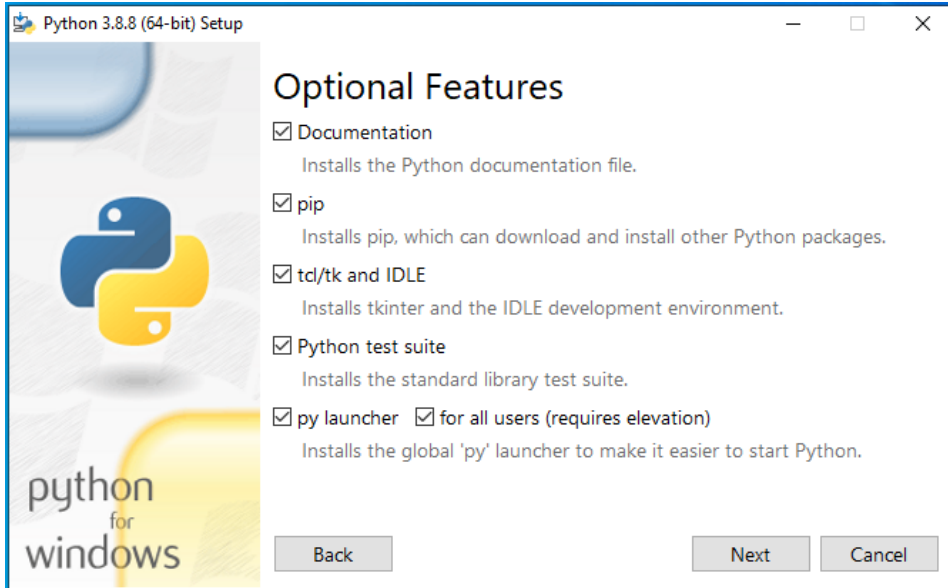 Python 3.8.8 (64-bit) Setup
Optional Features
Documentation
Installs the Python documentation file.
pip
Installs pip, which can download and install other Python packages.
tcl/tk and IDLE
Installs tkinter and the IDLE development environment.
Python test suite
Installs the standard library test suite.
py launcher for all users (requires elevation)
Installs the global 'py' launcher to make it easier to start Python.
python
for
windows
Back Next Cancel